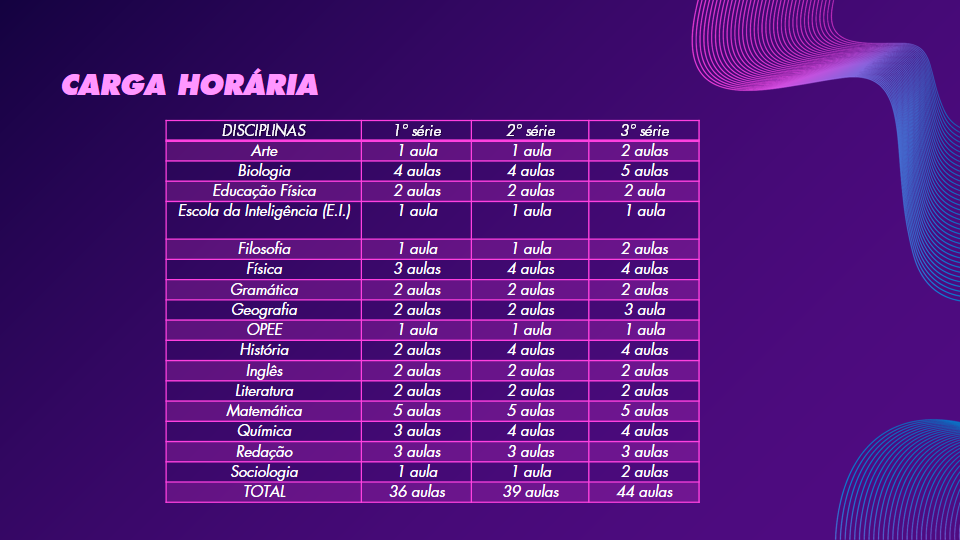 CARGA HORÁRIA
DISCIPLINAS 1º série 2º série 3º série
Arte 1 aula 1 aula 2 aulas
Biologia 4 aulas 4 aulas 5 aulas
Educação Física 2 aulas 2 aulas 2 aula
Escola da Inteligência (E.I.) 1 aula 1 aula 1 aula
Filosofia 1 aula 1 aula 2 aulas
Física 3 aulas 4 aulas 4 aulas
Gramática 2 aulas 2 aulas 2 aulas
Geografia 2 aulas 2 aulas 3 aula
OPEE 1 aula 1 aula 1 aula
História 2 aulas 4 aulas 4 aulas
Inglês 2 aulas 2 aulas 2 aulas
Literatura 2 aulas 2 aulas 2 aulas
Matemática 5 aulas 5 aulas 5 aulas
Química 3 aulas 4 aulas 4 aulas
Redação 3 aulas 3 aulas 3 aulas
Sociologia 1 aula 1 aula 2 aulas
TOTAL 36 aulas 39 aulas 44 aulas